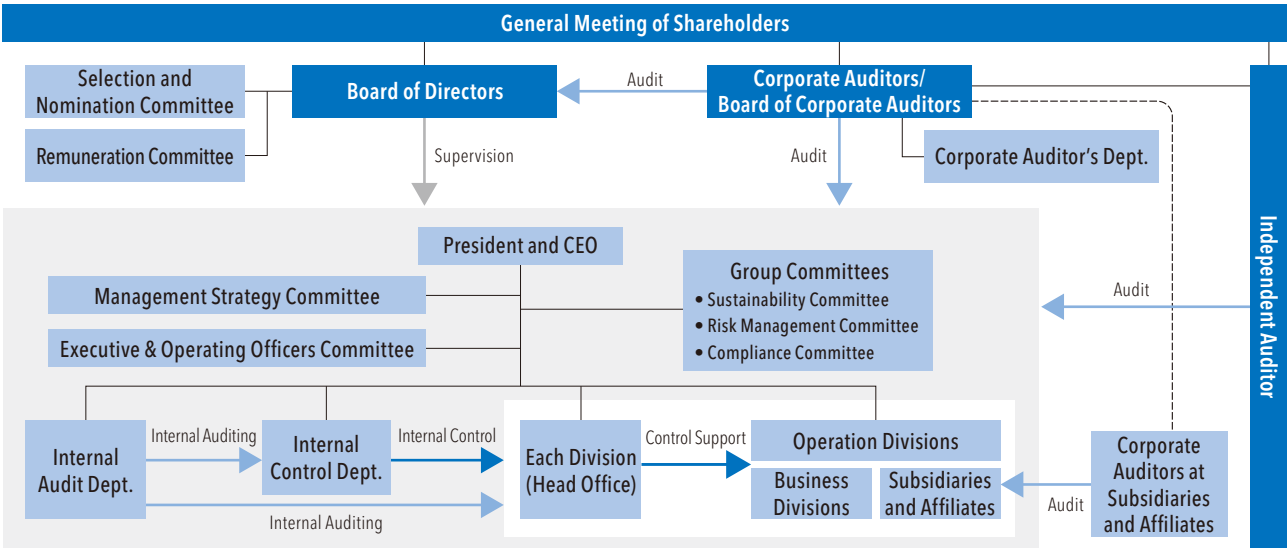 General Meeting of Shareholders
Selection and
Nomination Committee
Board of Directors
Audit
Corporate Auditors/
Board of Corporate Auditors
Remuneration Committee
Supervision
Audit
Corporate Auditor's Dept.
Independent Auditor
President and CEO
Management Strategy Committee
Group Committees
• Sustainability Committee
• Risk Management Committee
• Compliance Committee
Audit
Executive & Operating Officers Committee
Internal
Audit Dept.
Internal Auditing
Internal
Control Dept.
Internal Control
Each Division
(Head Office)
Control Support
Operation Divisions
Business
Divisions
Subsidiaries
and Affiliates
Audit
Corporate
Auditors at
Subsidiaries
and Affiliates
Internal Auditing